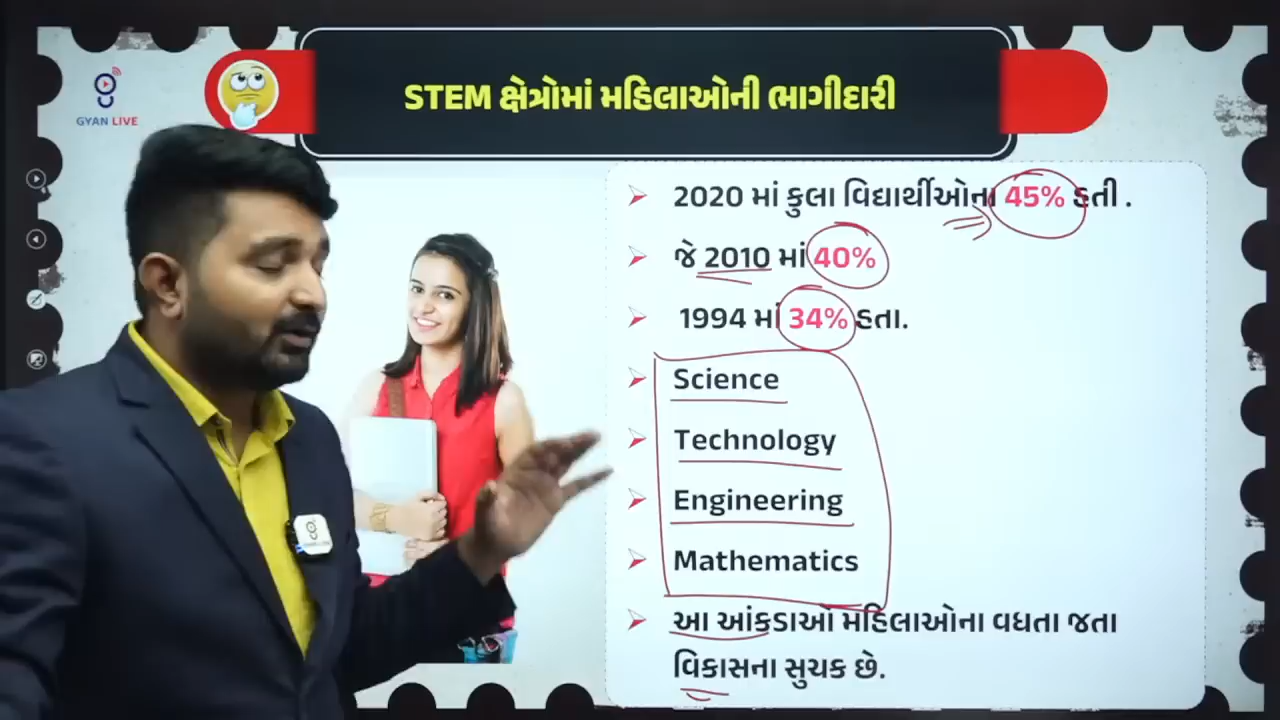 GYAN LIVE
STEM ક્ષેત્રોમાં મહિલાઓની ભાગીદારી
2020 માં કુલા વિદ્યાર્થીઓના 45% હતી .
જે 2010 માં 40%
1994 માં 34% હતા.
Science
Technology
Engineering
Mathematics
આ આંકડાઓ મહિલાઓના વધતા જતા
વિકાસના સુચક છે.